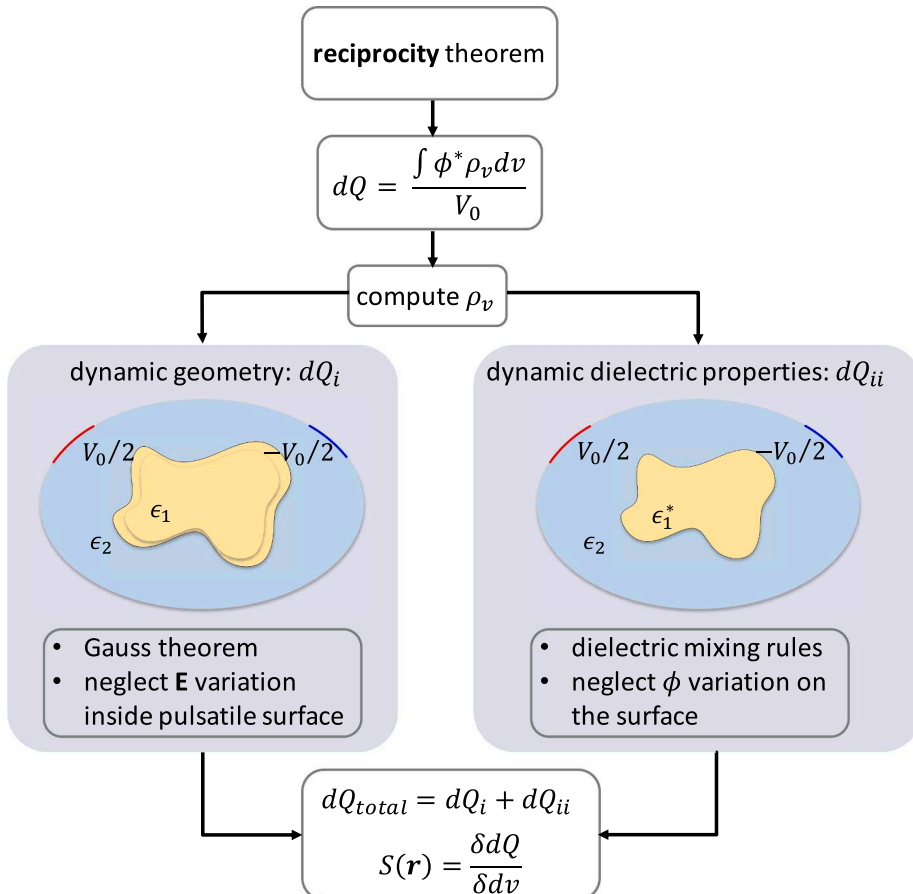 reciprocity theorem
dQ = ∫ ϕ* ρ_v dv / V_0
compute ρ_v
dynamic geometry: dQ_i
V_0/2
−V_0/2
ϵ_1
ϵ_2
• Gauss theorem
• neglect E variation
inside pulsatile surface
dynamic dielectric properties: dQ_ii
V_0/2
−V_0/2
ϵ_1*
ϵ_2
• dielectric mixing rules
• neglect ϕ variation on
the surface
dQ_total = dQ_i + dQ_ii
S(r) = δdQ / δdv